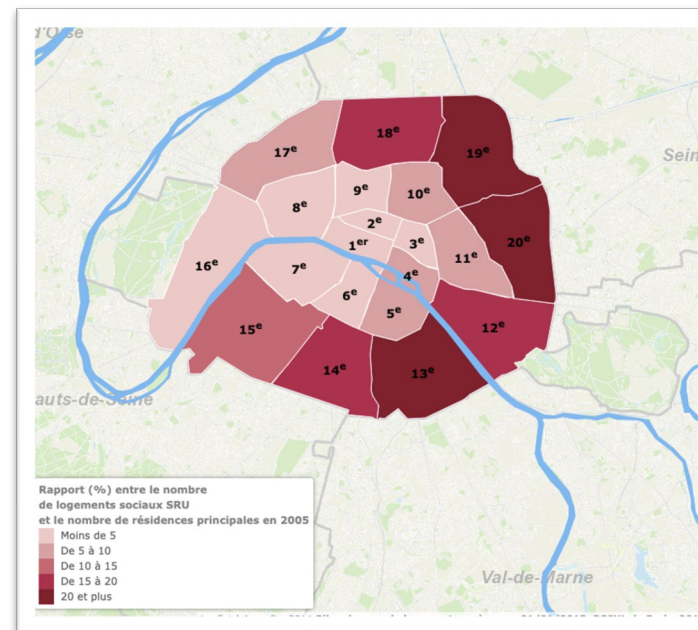 d'Oise
18e
17e
19e
Sein
9e
10e
8e
2e
1er
3e
20e
16e
11e
7e
4e
6e
5e
15e
12e
14e
13e
auts-de-Seine
Rapport (%) entre le nombre
de logements sociaux SRU
et le nombre de résidences principales en 2005
Moins de 5
De 5 à 10
De 10 à 15
De 15 à 20
20 et plus
Val-de-Marne